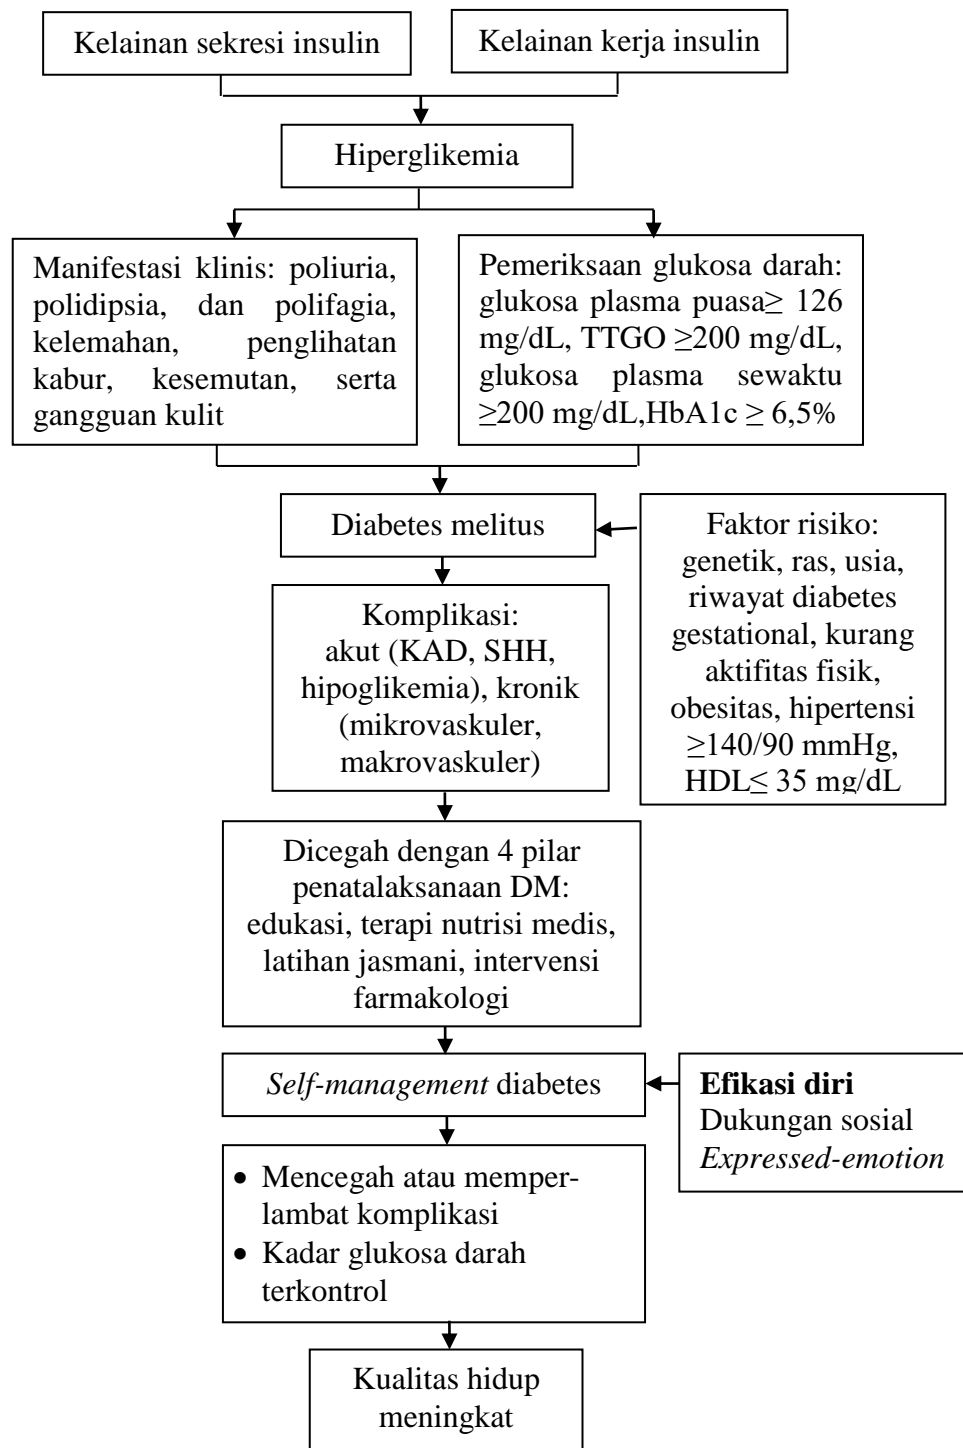 Kelainan sekresi insulin
Kelainan kerja insulin
Hiperglikemia
Manifestasi klinis: poliuria,
polidipsia, dan polifagia,
kelemahan, penglihatan
kabur, kesemutan, serta
gangguan kulit
Pemeriksaan glukosa darah:
glukosa plasma puasa≥ 126
mg/dL, TTGO ≥200 mg/dL,
glukosa plasma sewaktu
≥200 mg/dL,HbA1c ≥ 6,5%
Diabetes melitus
Faktor risiko:
genetik, ras, usia,
riwayat diabetes
gestational, kurang
aktifitas fisik,
obesitas, hipertensi
≥140/90 mmHg,
HDL≤ 35 mg/dL
Komplikasi:
akut (KAD, SHH,
hipoglikemia), kronik
(mikrovaskuler,
makrovaskuler)
Dicegah dengan 4 pilar
penatalaksanaan DM:
edukasi, terapi nutrisi medis,
latihan jasmani, intervensi
farmakologi
Self-management diabetes
Efikasi diri
Dukungan sosial
Expressed-emotion
• Mencegah atau memper-
lambat komplikasi
• Kadar glukosa darah
terkontrol
Kualitas hidup
meningkat